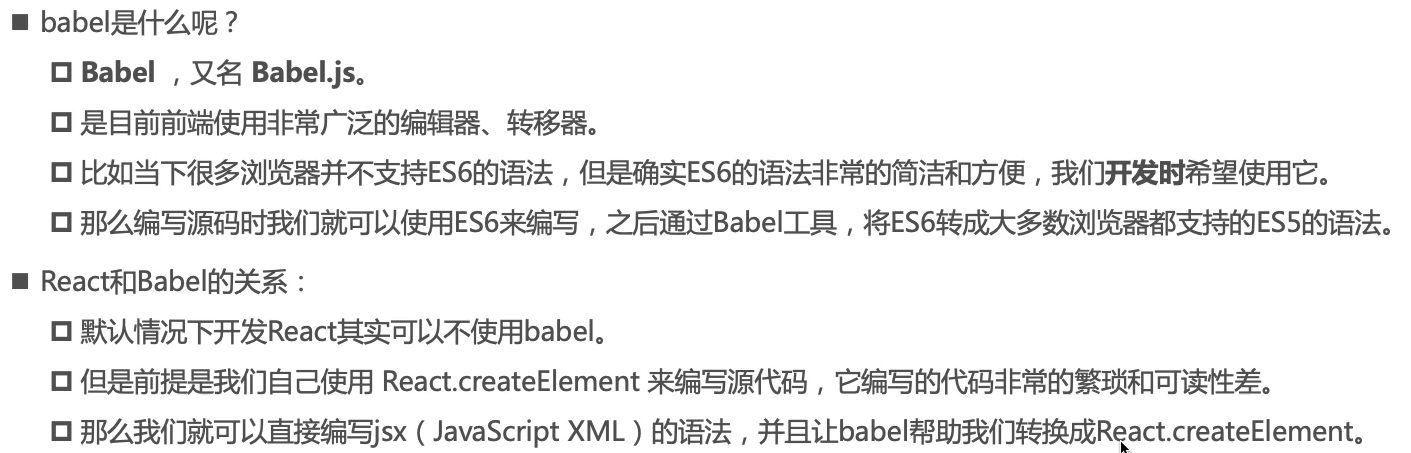 ■ babel是什么呢？
Babel ，又名 Babel.js。
是目前前端使用非常广泛的编辑器、转移器。
比如当下很多浏览器并不支持ES6的语法，但是确实ES6的语法非常的简洁和方便，我们开发时希望使用它。
那么编写源码时我们就可以使用ES6来编写，之后通过Babel工具，将ES6转成大多数浏览器都支持的ES5的语法。
■ React和Babel的关系：
默认情况下开发React其实可以不使用babel。
但是前提是我们自己使用 React.createElement 来编写源代码，它编写的代码非常的繁琐和可读性差。
那么我们就可以直接编写jsx（JavaScript XML）的语法，并且让babel帮助我们转换成React.createElement。